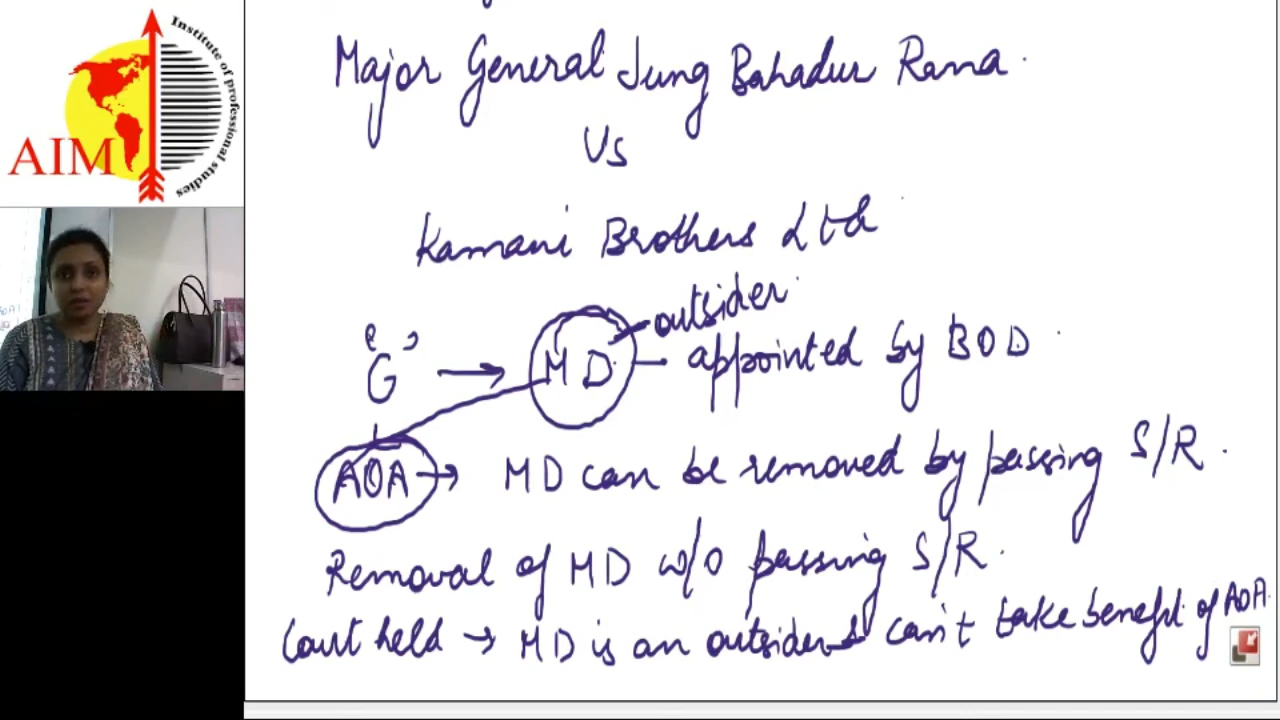 AIM
Institute of professional studies
Major General Jung Bahadur Rana
Vs
Kamani Brothers Ltd
outsider
"G" → MD — appointed by BOD
AOA → MD can be removed by passing S/R.
Removal of MD w/o passing S/R.
Court held → MD is an outsider & can't take benefit of AOA